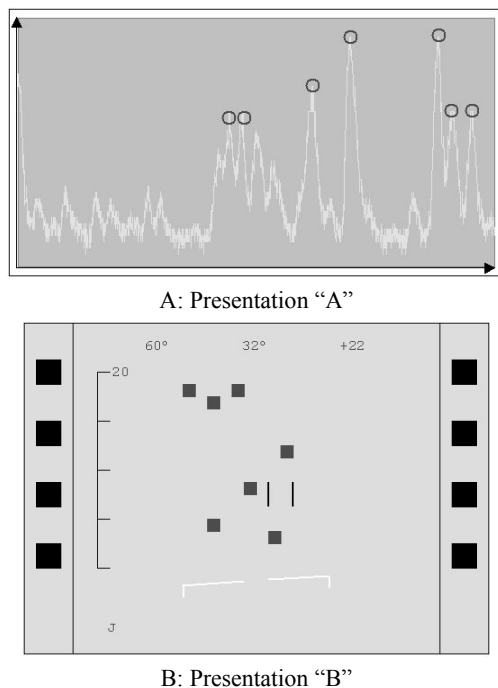 A: Presentation “A”
60° 32° +22
20
J
B: Presentation “B”